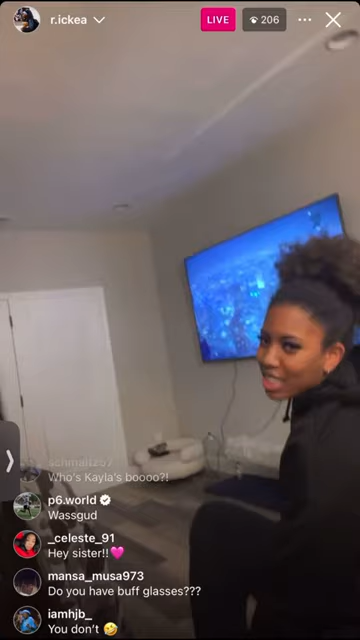 r.ickea
LIVE
206
schmaltz57
Who's Kayla's boooo?!
p6.world
Wassgud
_celeste_91
Hey sister!!🩷
mansa_musa973
Do you have buff glasses???
iamhjb_
You don't 🤣